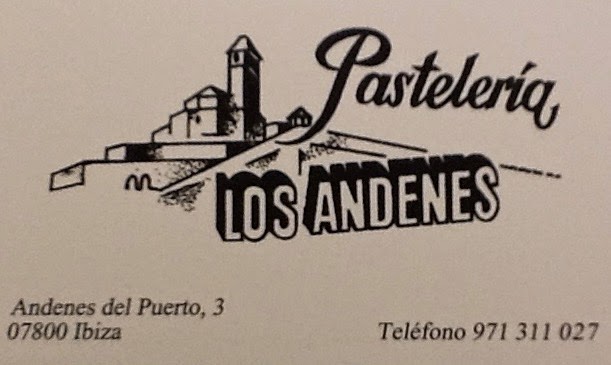 Pastelería
LOS ANDENES
Andenes del Puerto, 3
07800 Ibiza
Teléfono 971 311 027